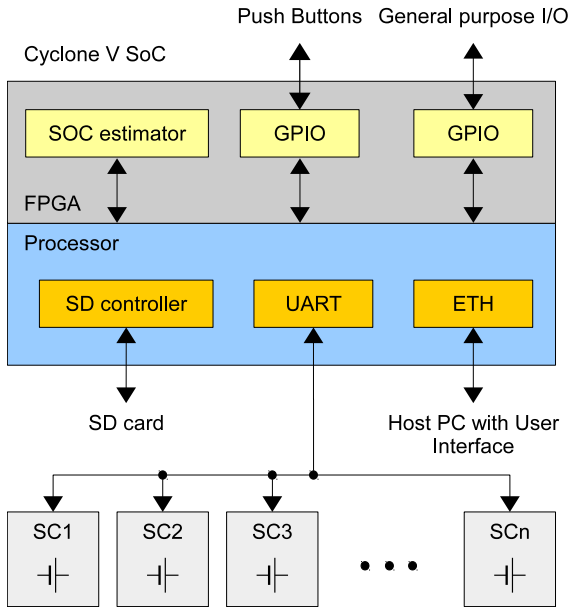 Push Buttons
General purpose I/O
Cyclone V SoC
SOC estimator
GPIO
GPIO
FPGA
Processor
SD controller
UART
ETH
SD card
Host PC with User
Interface
SC1
SC2
SC3
SCn